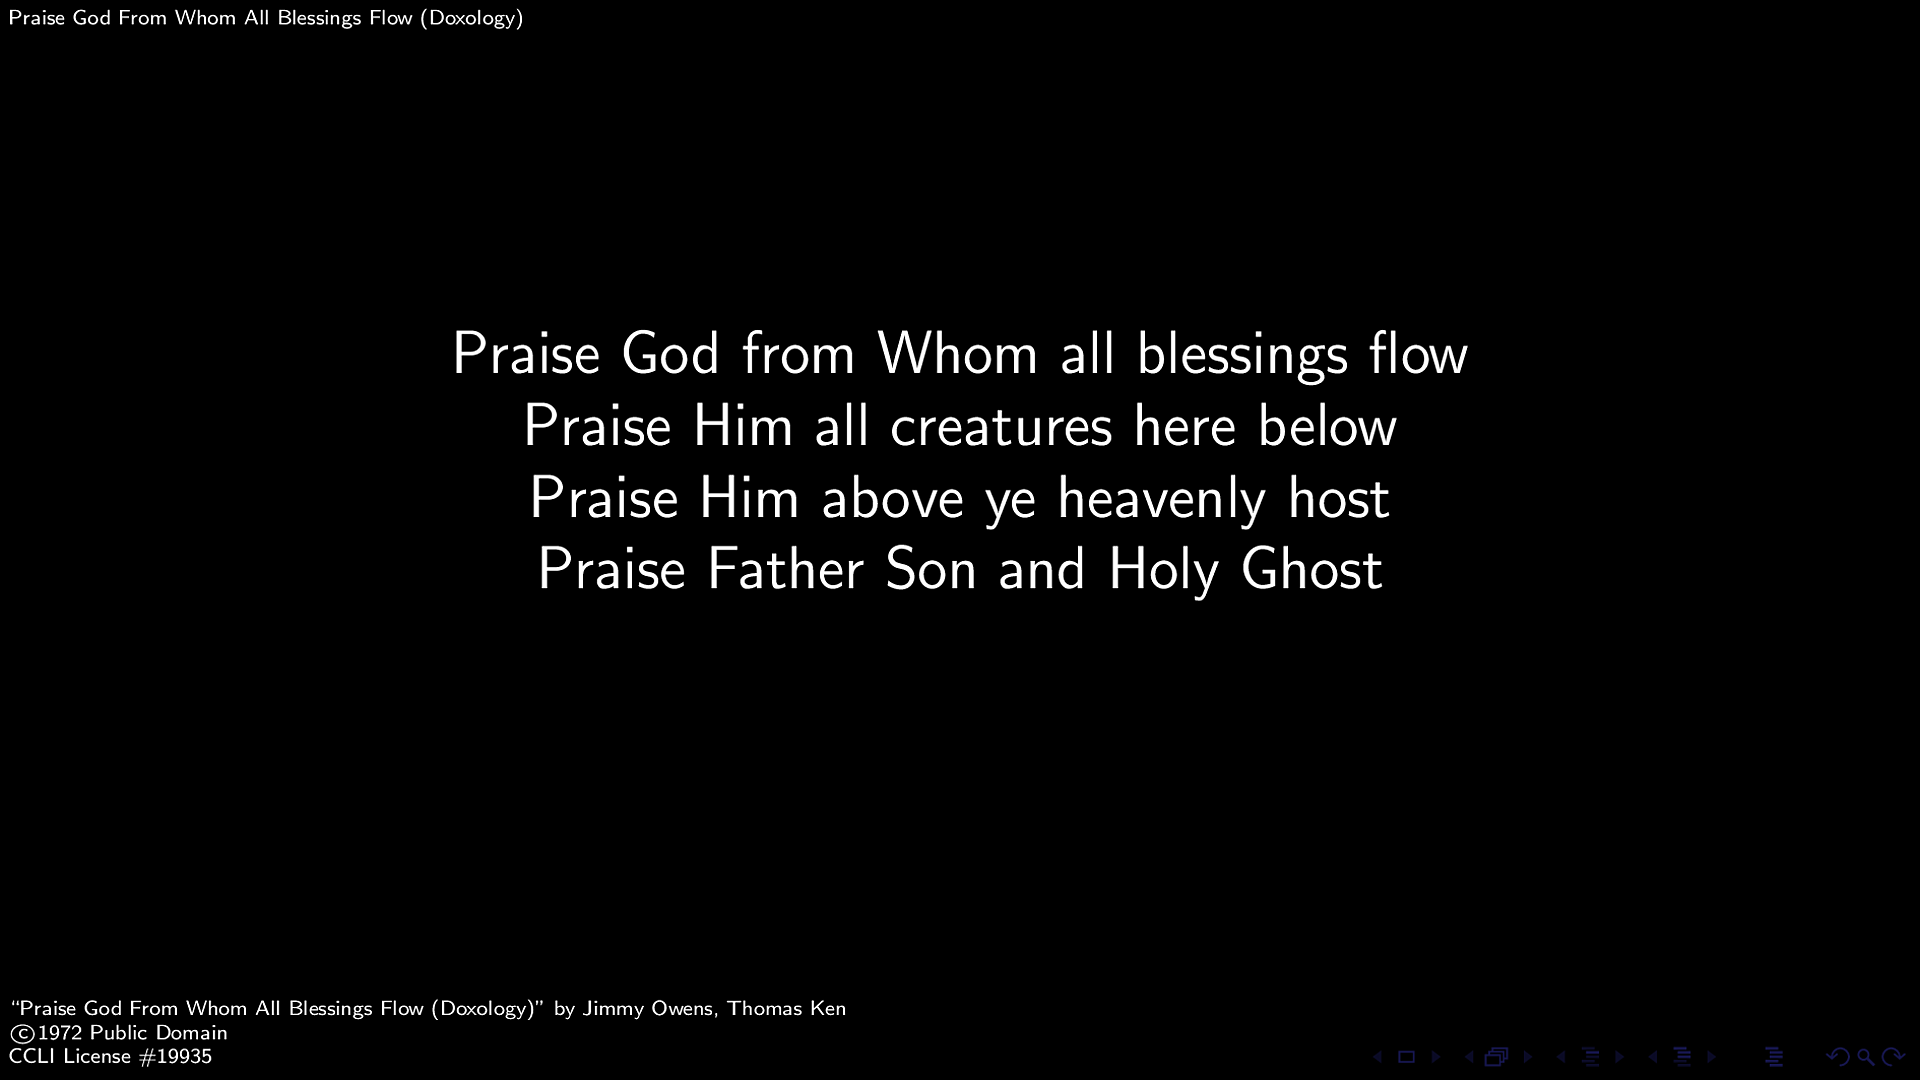 Praise God From Whom All Blessings Flow (Doxology)
Praise God from Whom all blessings flow
Praise Him all creatures here below
Praise Him above ye heavenly host
Praise Father Son and Holy Ghost
“Praise God From Whom All Blessings Flow (Doxology)” by Jimmy Owens, Thomas Ken
©1972 Public Domain
CCLI License #19935